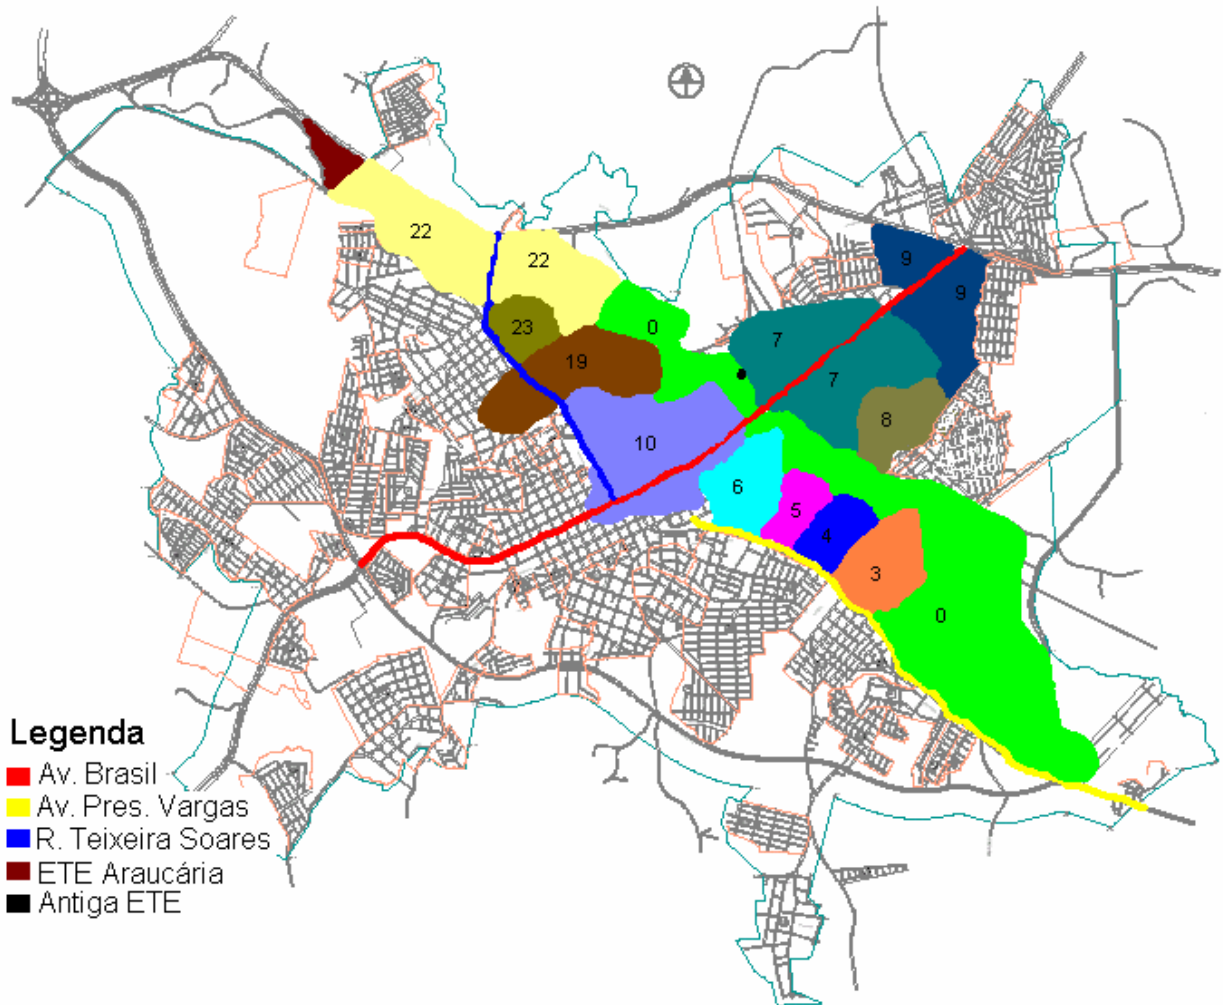 22
22
9
9
23
0
7
19
7
8
10
6
5
4
3
0
Legenda
Av. Brasil
Av. Pres. Vargas
R. Teixeira Soares
ETE Araucária
Antiga ETE